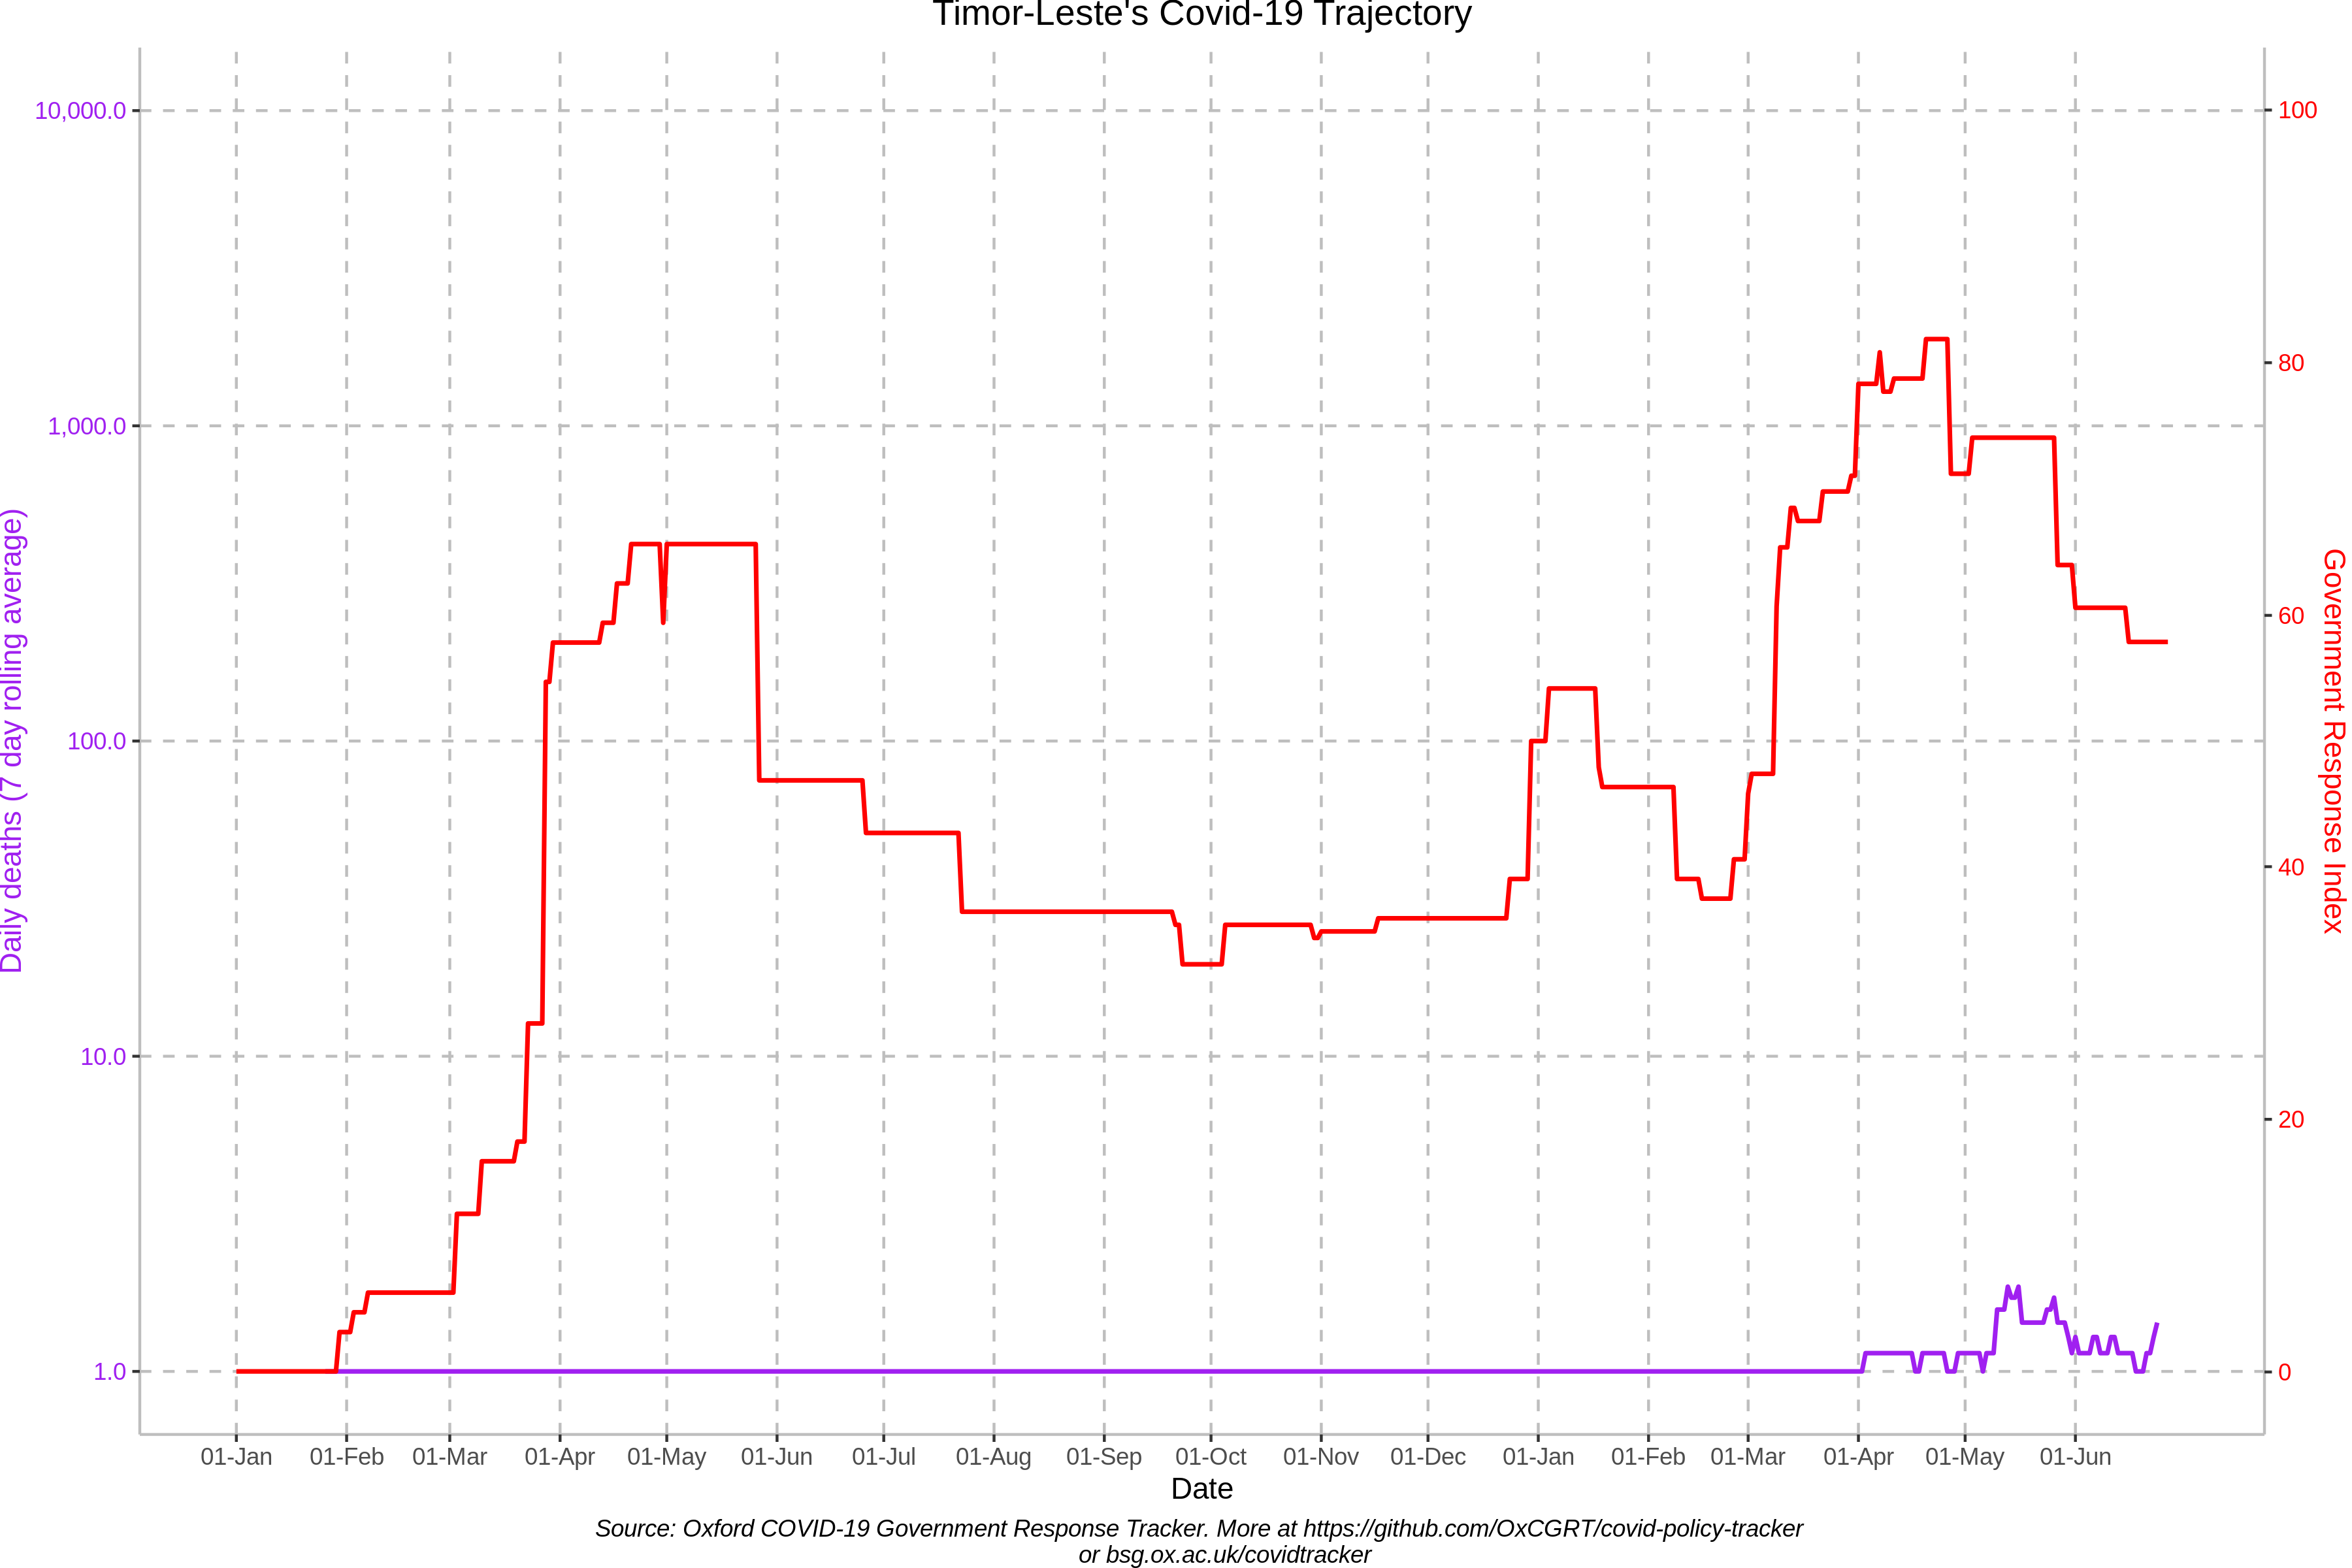 Timor-Leste's Covid-19 Trajectory
10,000.0
1,000.0
100.0
10.0
1.0
Daily deaths (7 day rolling average)
100
80
60
40
20
0
Government Response Index
01-Jan 01-Feb 01-Mar 01-Apr 01-May 01-Jun 01-Jul 01-Aug 01-Sep 01-Oct 01-Nov 01-Dec 01-Jan 01-Feb 01-Mar 01-Apr 01-May 01-Jun
Date
Source: Oxford COVID-19 Government Response Tracker. More at https://github.com/OxCGRT/covid-policy-tracker
or bsg.ox.ac.uk/covidtracker